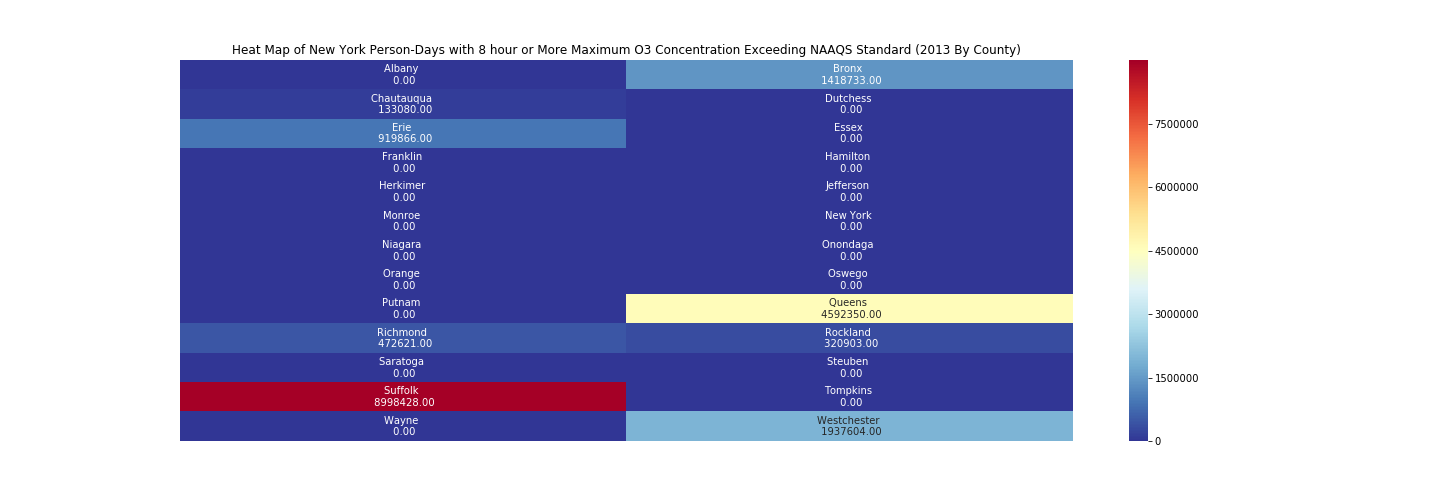 Heat Map of New York Person-Days with 8 hour or More Maximum O3 Concentration Exceeding NAAQS Standard (2013 By County)
Albany
0.00
Bronx
1418733.00
Chautauqua
133080.00
Dutchess
0.00
Erie
919866.00
Essex
0.00
Franklin
0.00
Hamilton
0.00
Herkimer
0.00
Jefferson
0.00
Monroe
0.00
New York
0.00
Niagara
0.00
Onondaga
0.00
Orange
0.00
Oswego
0.00
Putnam
0.00
Queens
4592350.00
Richmond
472621.00
Rockland
320903.00
Saratoga
0.00
Steuben
0.00
Suffolk
8998428.00
Tompkins
0.00
Wayne
0.00
Westchester
1937604.00
7500000
6000000
4500000
3000000
1500000
0